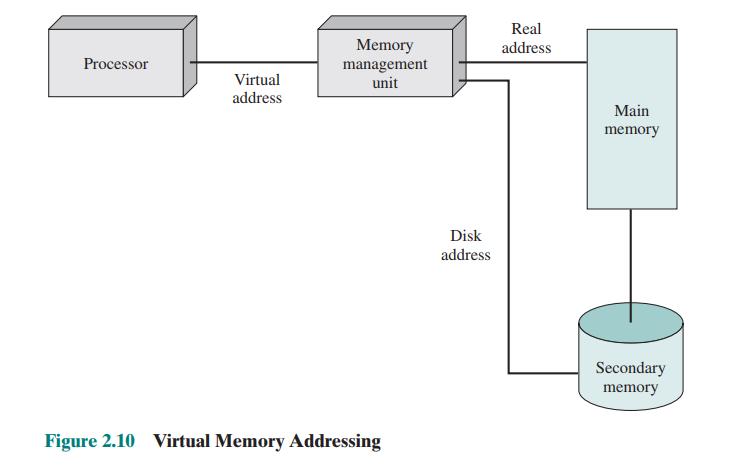 Processor
Virtual
address
Memory
management
unit
Real
address
Main
memory
Disk
address
Secondary
memory
Figure 2.10 Virtual Memory Addressing